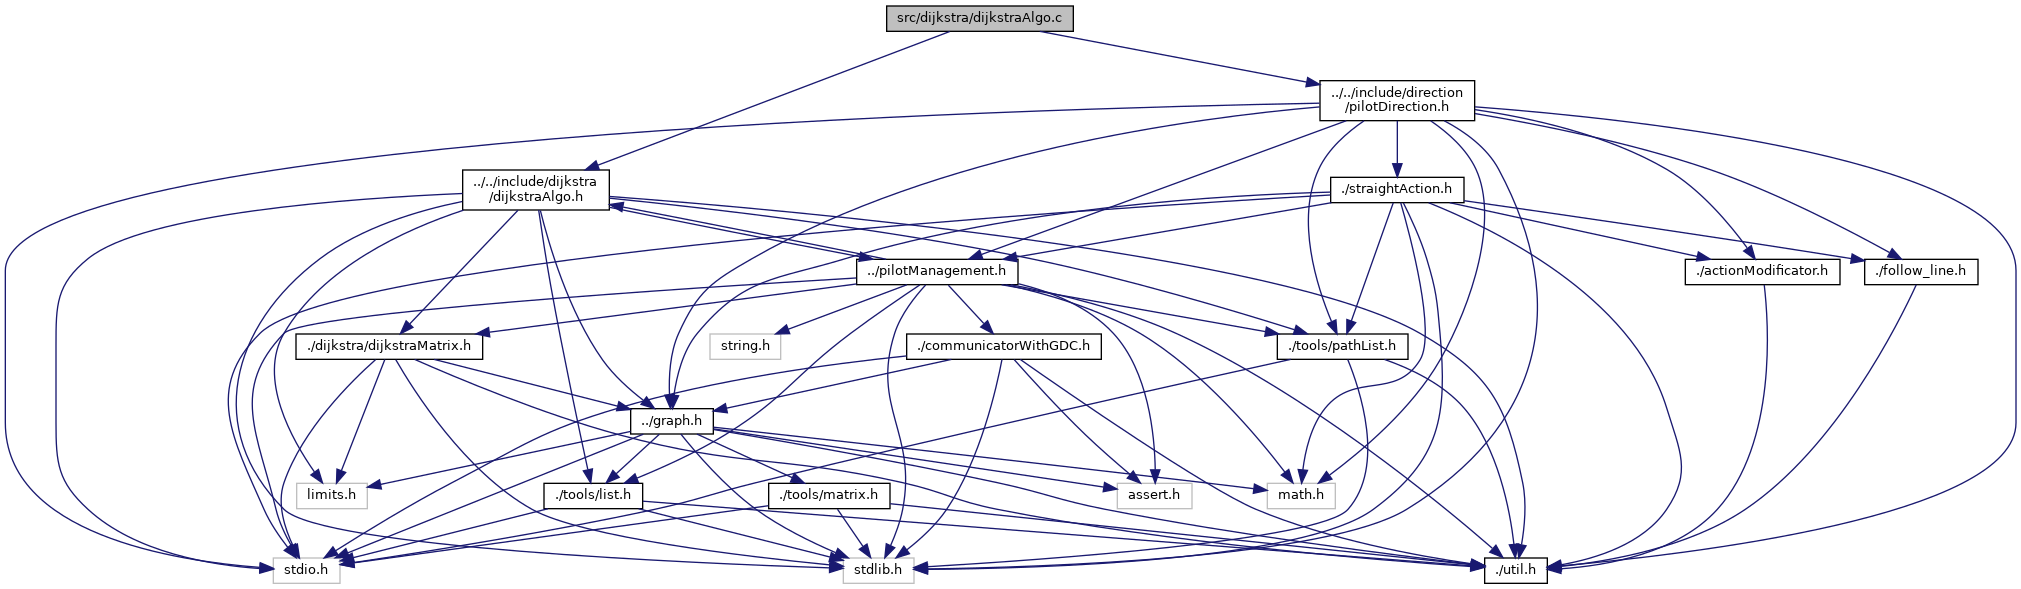 src/dijkstra/dijkstraAlgo.c
../../include/direction
/pilotDirection.h
../../include/dijkstra
/dijkstraAlgo.h
./straightAction.h
../pilotManagement.h
./actionModificator.h
./follow_line.h
./dijkstra/dijkstraMatrix.h
string.h
./communicatorWithGDC.h
./tools/pathList.h
../graph.h
limits.h
./tools/list.h
./tools/matrix.h
assert.h
math.h
stdio.h
stdlib.h
./util.h